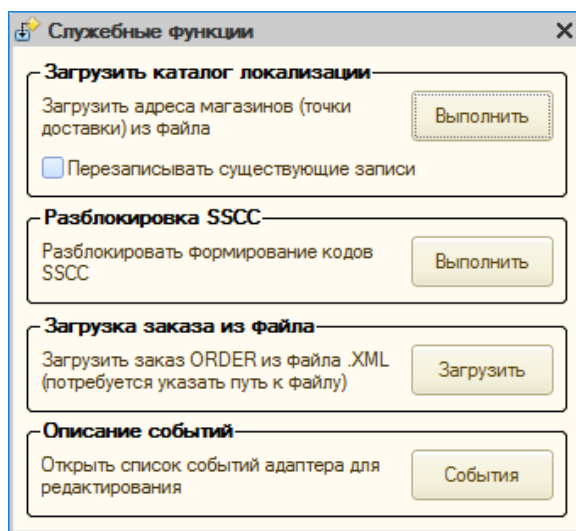 Служебные функции
Загрузить каталог локализации
Загрузить адреса магазинов (точки
доставки) из файла
Выполнить
Перезаписывать существующие записи
Разблокировка SSCC
Разблокировать формирование кодов
SSCC
Выполнить
Загрузка заказа из файла
Загрузить заказ ORDER из файла .XML
(потребуется указать путь к файлу)
Загрузить
Описание событий
Открыть список событий адаптера для
редактирования
События